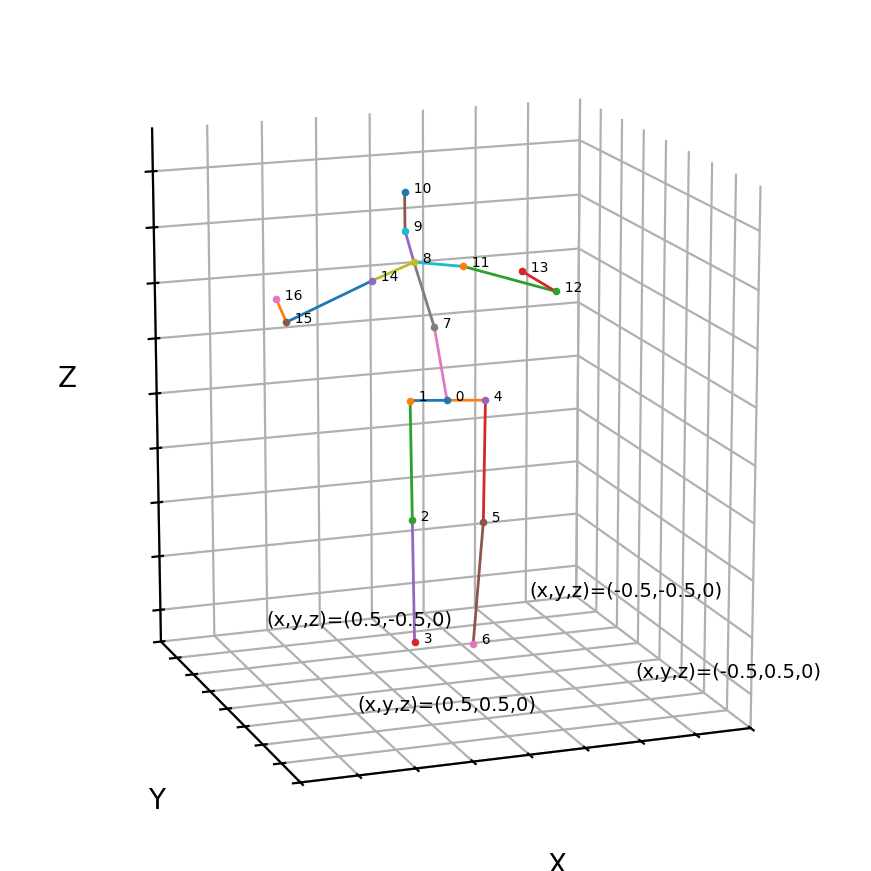 10
9
8
11
13
14
12
16
15
7
Z
1
0
4
2
5
(x,y,z)=(-0.5,-0.5,0)
(x,y,z)=(0.5,-0.5,0)
3
6
(x,y,z)=(-0.5,0.5,0)
(x,y,z)=(0.5,0.5,0)
Y
X